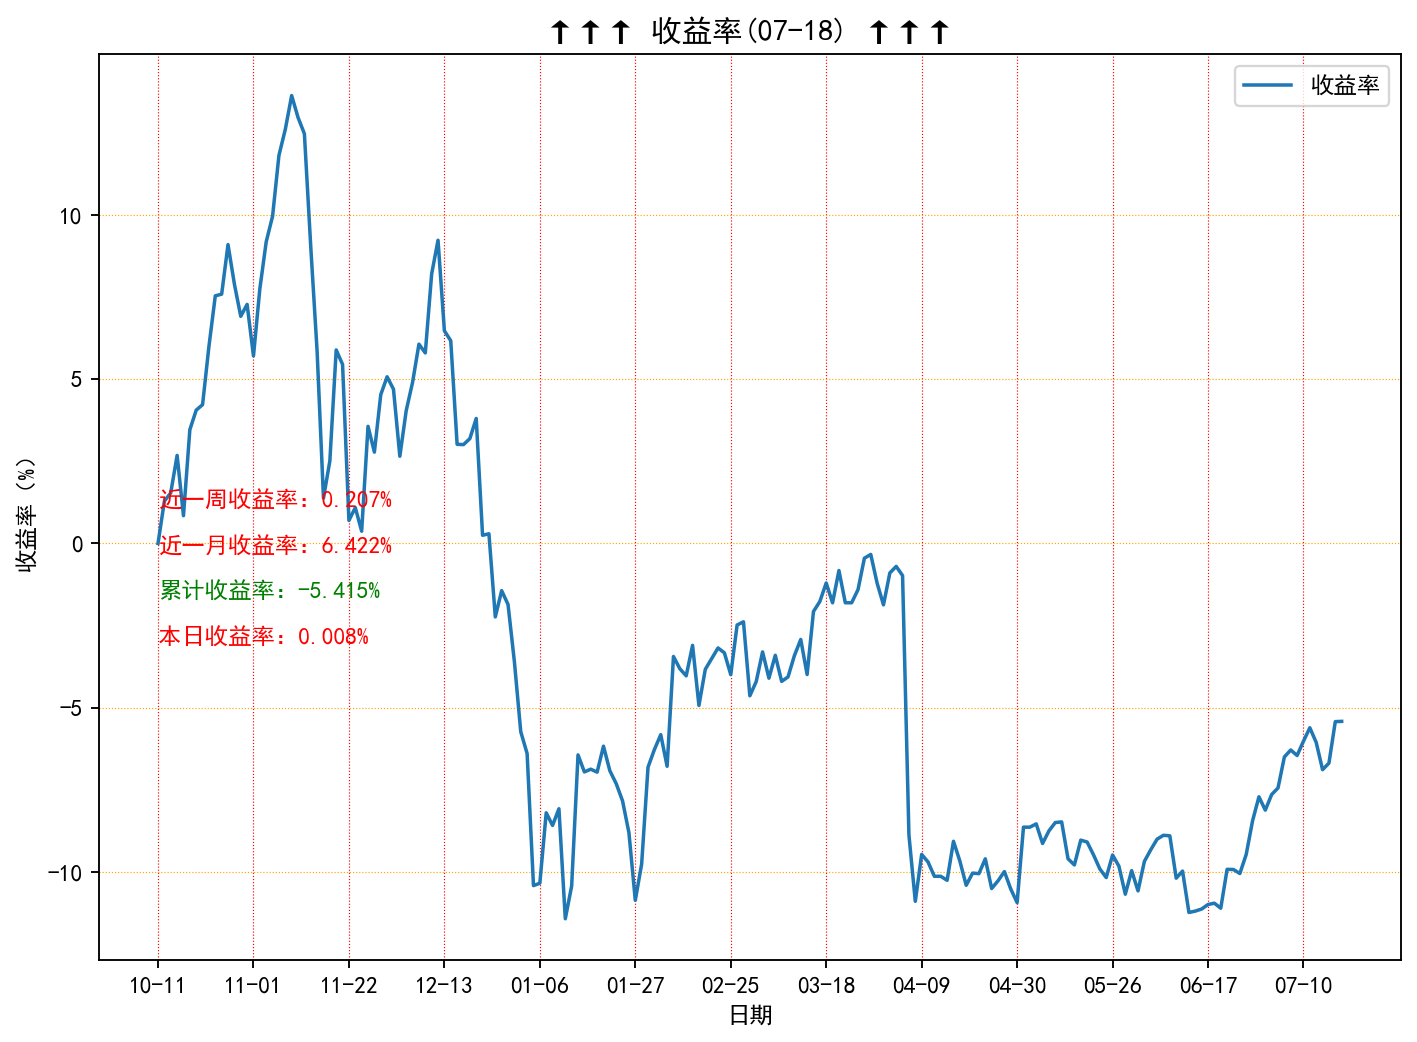 ↑↑↑ 收益率(07-18) ↑↑↑
收益率
10
5
0
-5
-10
收益率（%）
近一周收益率：0.207%
近一月收益率：6.422%
累计收益率：-5.415%
本日收益率：0.008%
10-11 11-01 11-22 12-13 01-06 01-27 02-25 03-18 04-09 04-30 05-26 06-17 07-10
日期